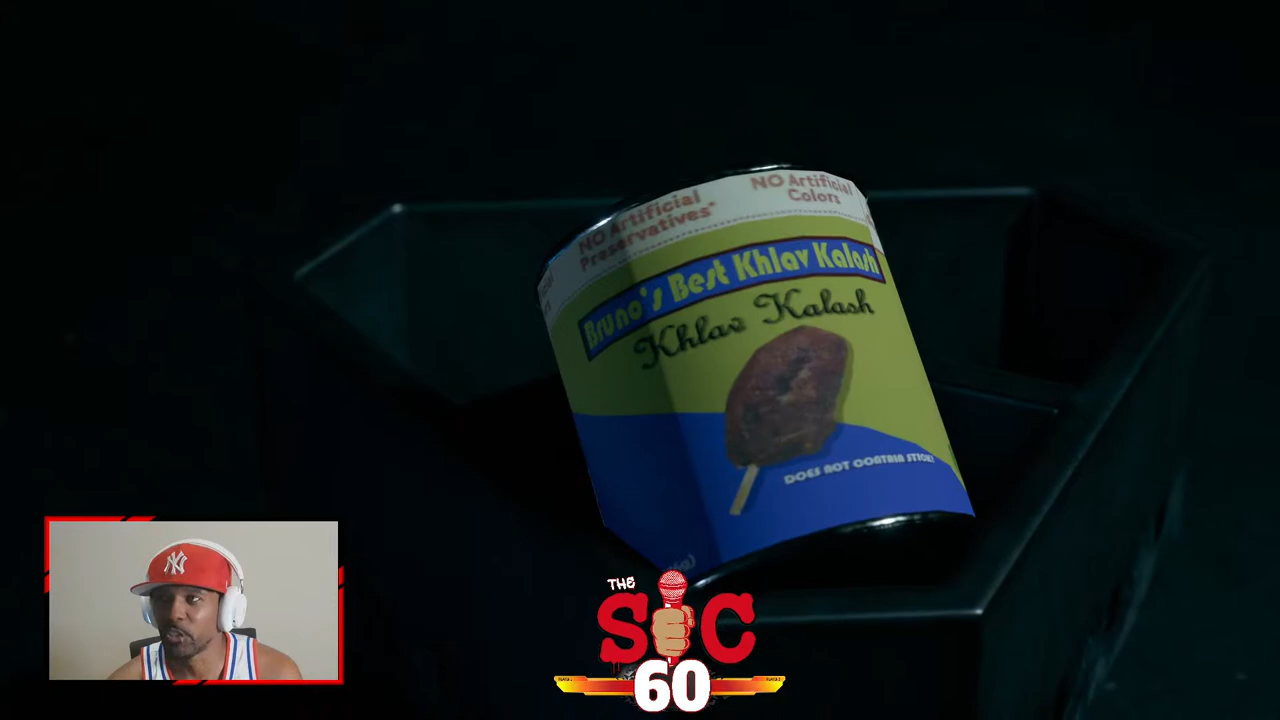 NO Artificial
Preservatives*
NO Artificial
Colors
Bruno's Best Khlav Kalash
Khlav Kalash
DOES NOT CONTAIN STICK!
NY
THE
SIC
60